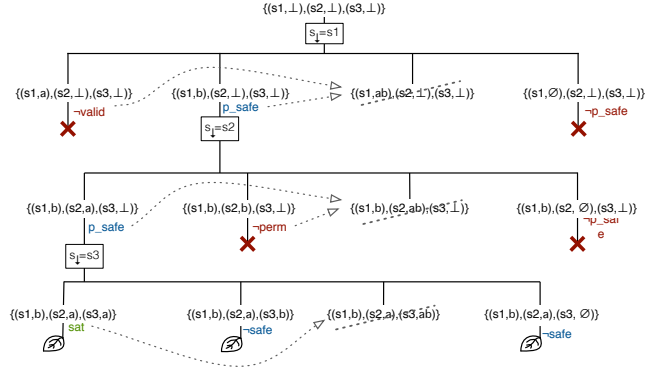 {(s1,⊥),(s2,⊥),(s3,⊥)}
s↓=s1
{(s1,a),(s2,⊥),(s3,⊥)} {(s1,b),(s2,⊥),(s3,⊥)} {(s1,ab),(s2,⊥),(s3,⊥)} {(s1,∅),(s2,⊥),(s3,⊥)}
¬valid p_safe ¬p_safe
s↓=s2
{(s1,b),(s2,a),(s3,⊥)} {(s1,b),(s2,b),(s3,⊥)} {(s1,b),(s2,ab),(s3,⊥)} {(s1,b),(s2, ∅),(s3,⊥)}
p_safe ¬perm ¬p_saf
e
s↓=s3
{(s1,b),(s2,a),(s3,a)} {(s1,b),(s2,a),(s3,b)} {(s1,b),(s2,a),(s3,ab)} {(s1,b),(s2,a),(s3, ∅)}
sat ¬safe ¬safe